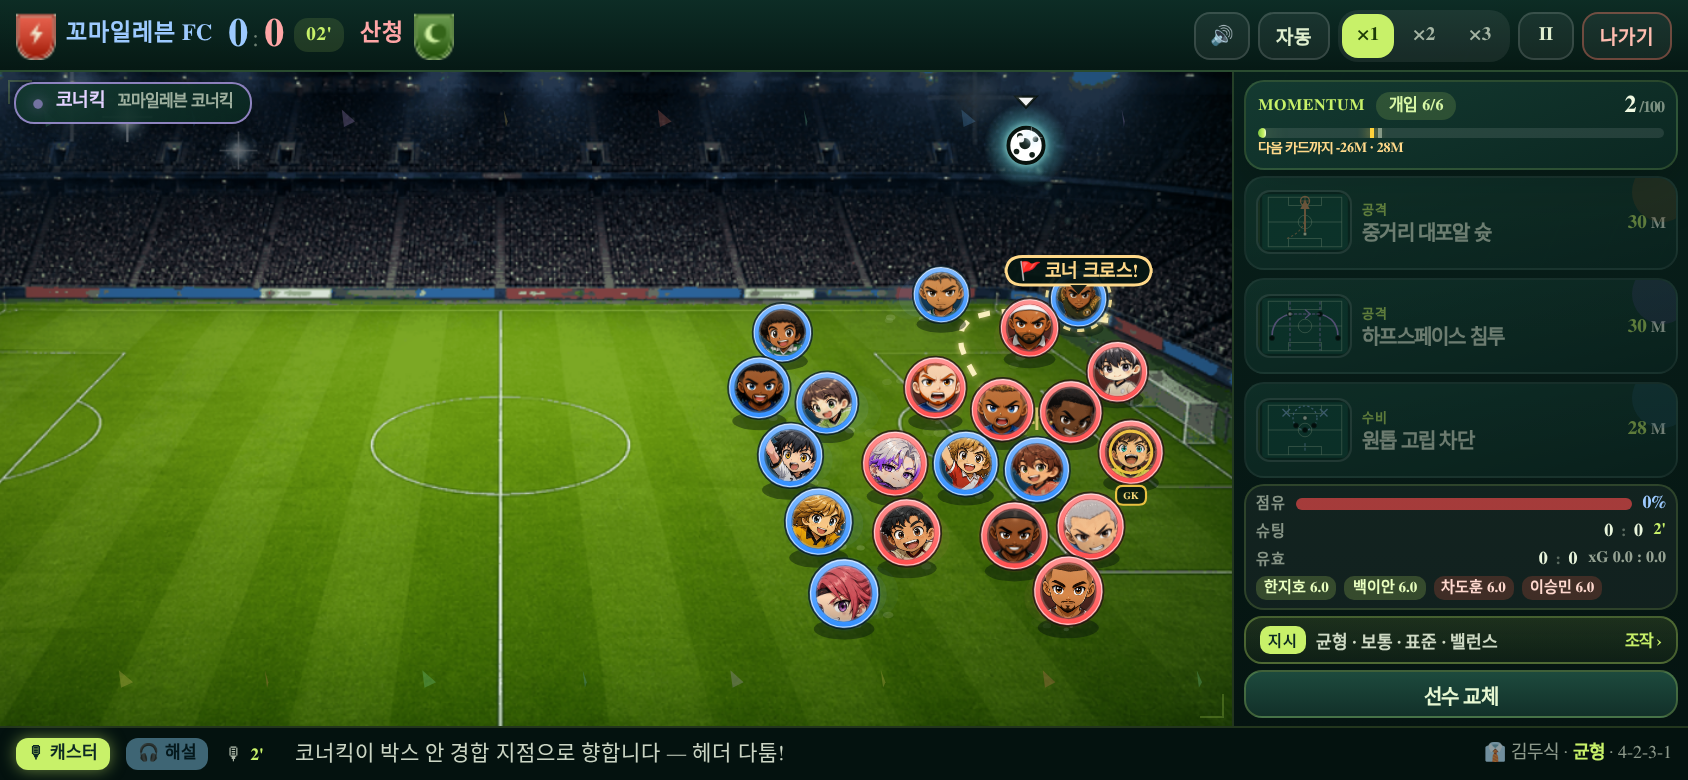 꼬마일레븐 FC 0 : 0 02' 산청
🔊 자동 ×1 ×2 ×3 II 나가기
코너킥 꼬마일레븐 코너킥
🚩 코너 크로스!
GK
MOMENTUM 개입 6/6 2 /100
다음 카드까지 -26M · 28M
공격
중거리 대포알 슛 30 M
공격
하프스페이스 침투 30 M
수비
원톱 고립 차단 28 M
점유 0%
슈팅 0 : 0 2'
유효 0 : 0 xG 0.0 : 0.0
한지호 6.0 백이안 6.0 차도훈 6.0 이승민 6.0
지시 균형 · 보통 · 표준 · 밸런스 조작 ›
선수 교체
🎙 캐스터 🎧 해설 🎙 2' 코너킥이 박스 안 경합 지점으로 향합니다 — 헤더 다툼!
👔 김두식 · 균형 · 4-2-3-1